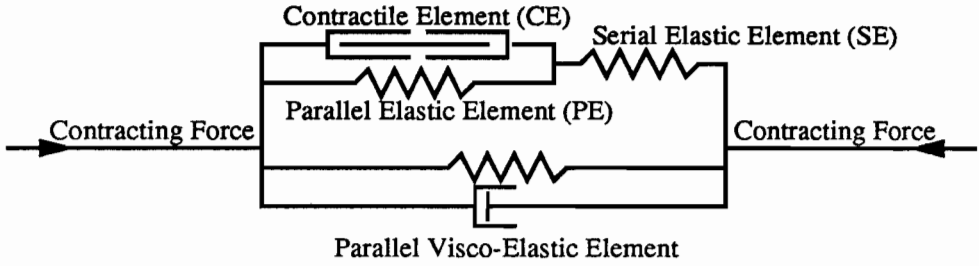 Contractile Element (CE)
Serial Elastic Element (SE)
Parallel Elastic Element (PE)
Contracting Force
Contracting Force
Parallel Visco-Elastic Element